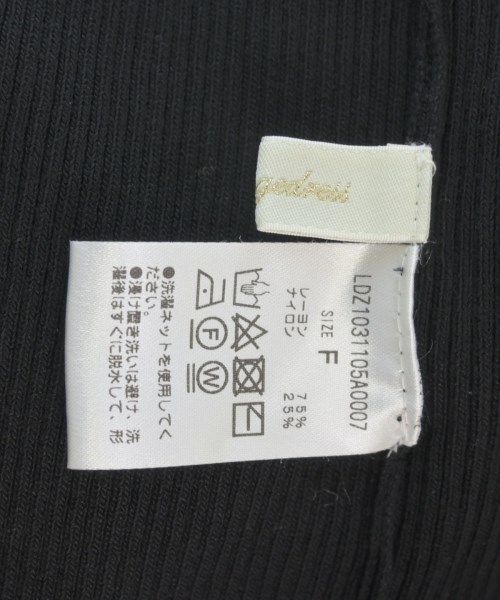 gedreii
LDZ1031105A0007
SIZE F
レーヨン 75%
ナイロン 25%
F W
●洗濯ネットを使用してく
ださい。
●漬け置き洗いは避け、洗
濯後はすぐに脱水して、形